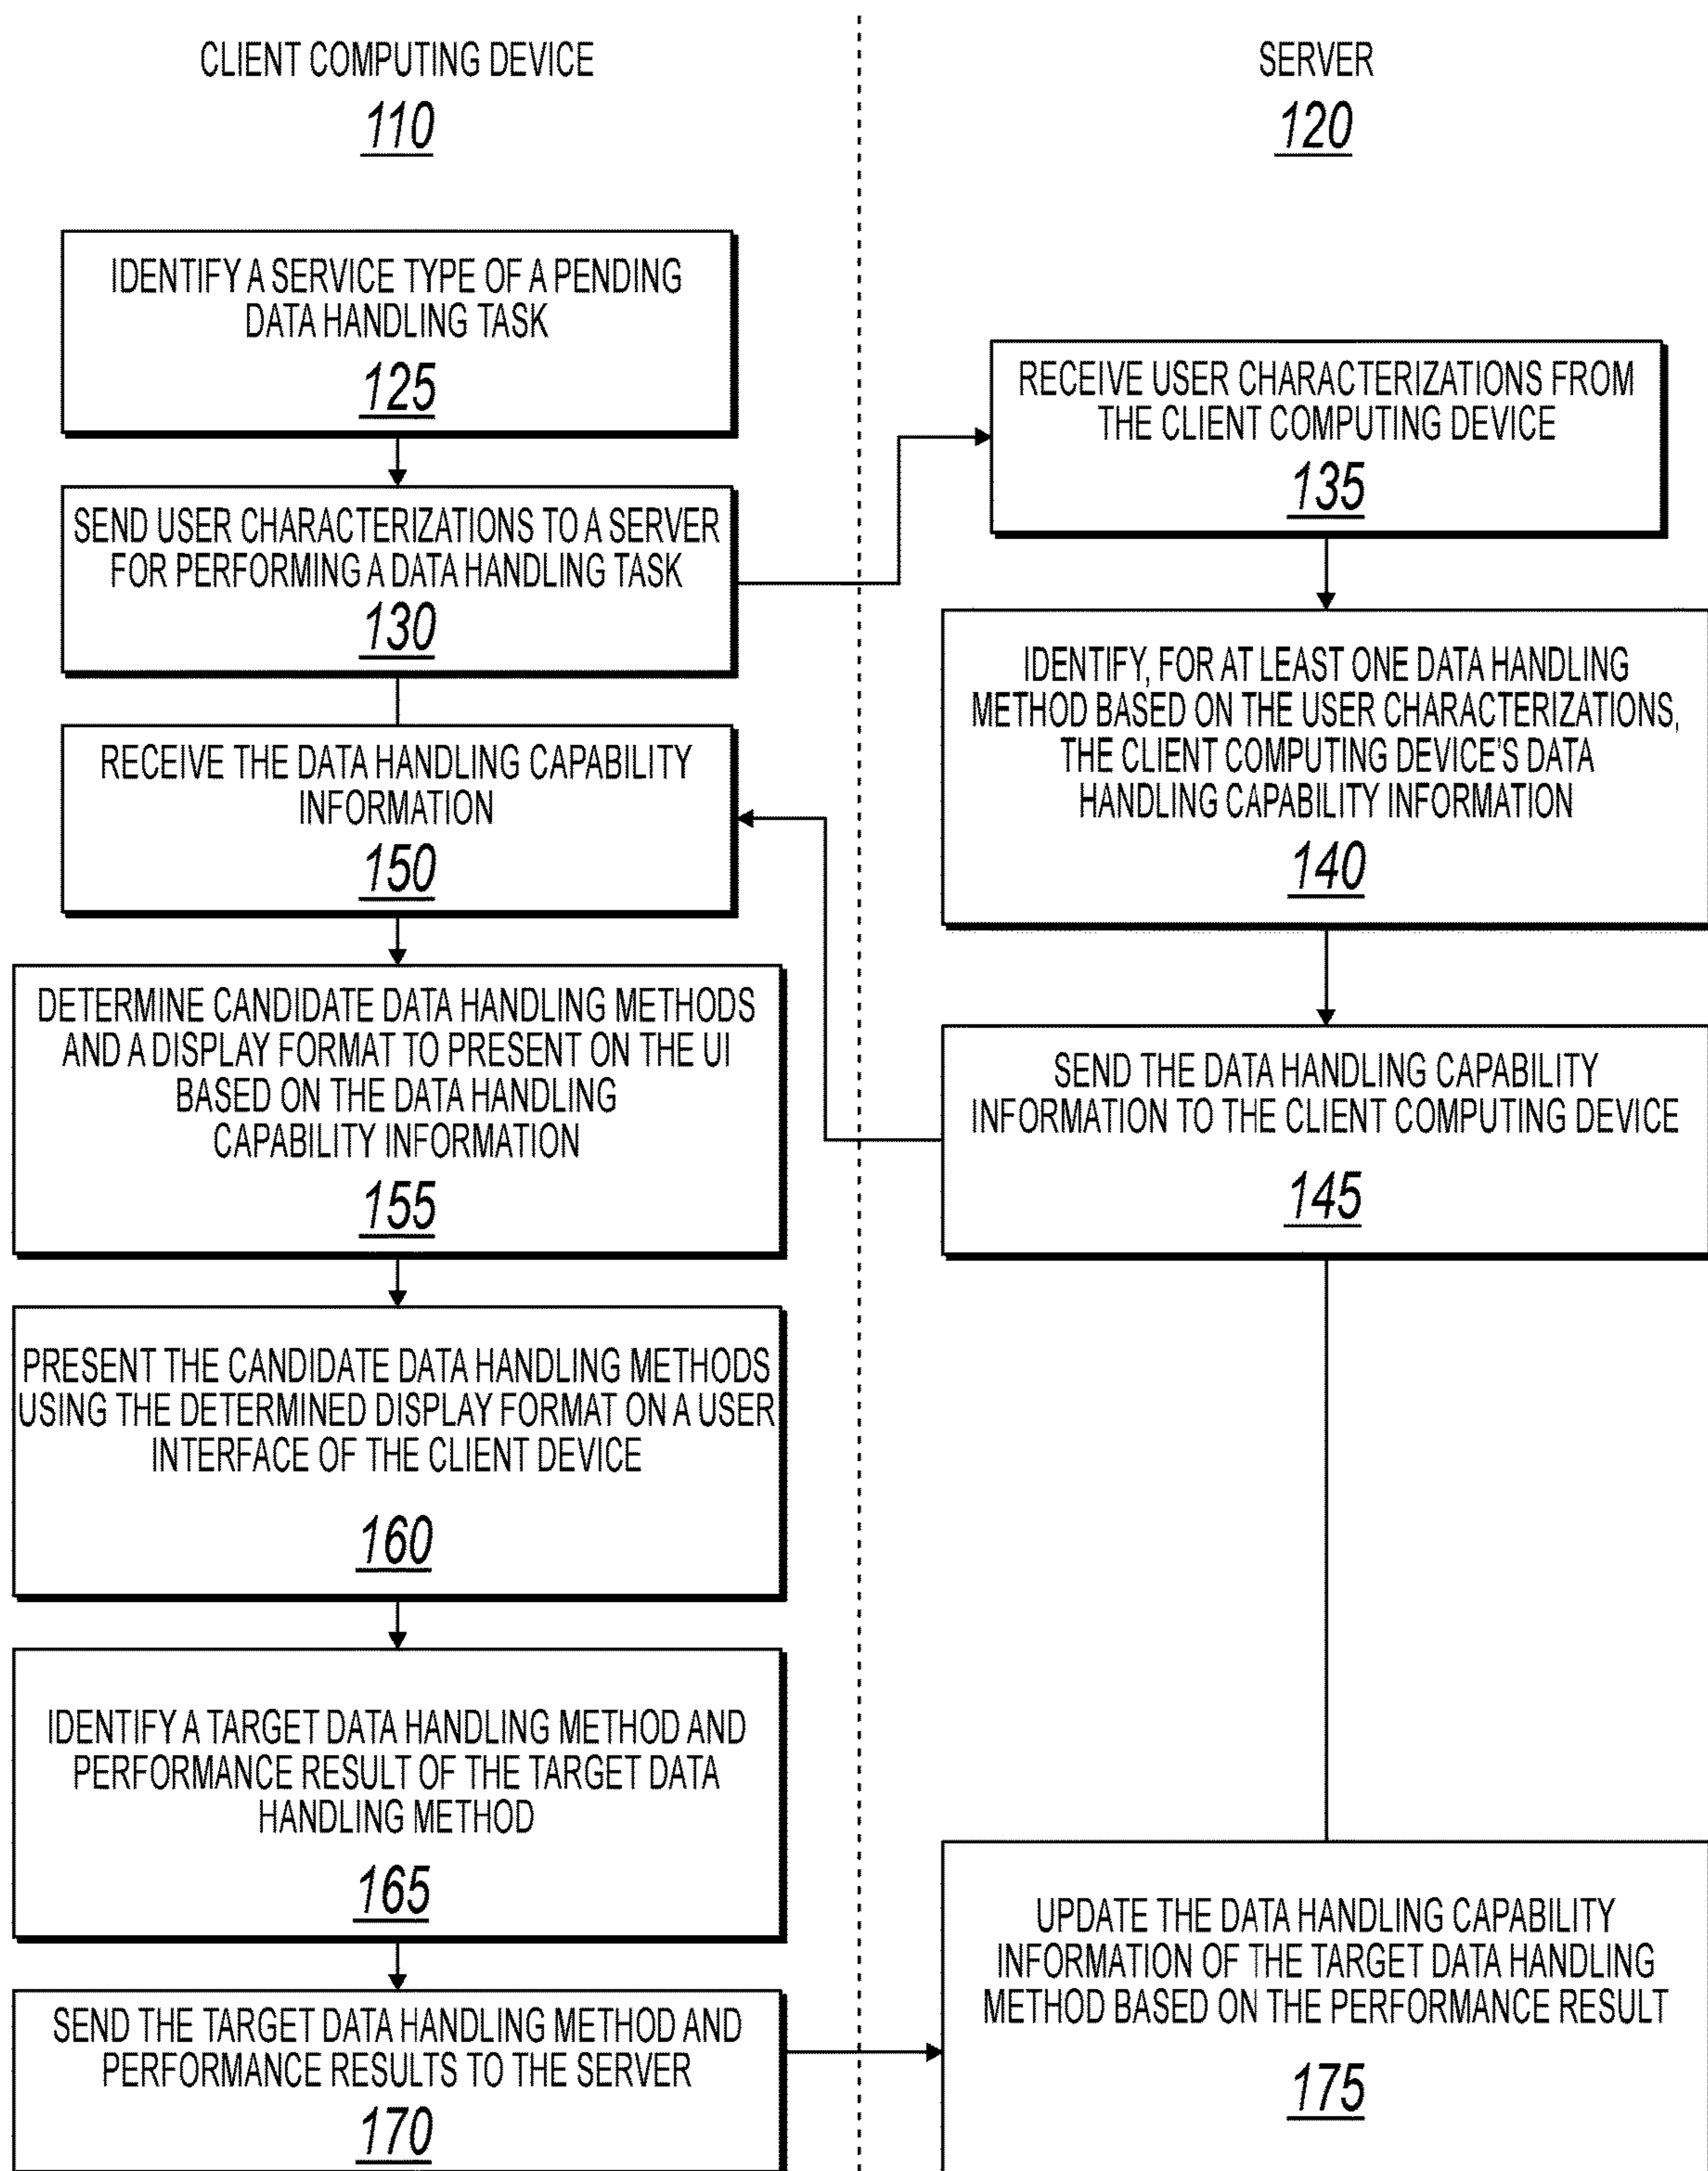 CLIENT COMPUTING DEVICE
110
SERVER
120
IDENTIFY A SERVICE TYPE OF A PENDING
DATA HANDLING TASK
125
SEND USER CHARACTERIZATIONS TO A SERVER
FOR PERFORMING A DATA HANDLING TASK
130
RECEIVE USER CHARACTERIZATIONS FROM
THE CLIENT COMPUTING DEVICE
135
IDENTIFY, FOR AT LEAST ONE DATA HANDLING
METHOD BASED ON THE USER CHARACTERIZATIONS,
THE CLIENT COMPUTING DEVICE'S DATA
HANDLING CAPABILITY INFORMATION
140
SEND THE DATA HANDLING CAPABILITY
INFORMATION TO THE CLIENT COMPUTING DEVICE
145
RECEIVE THE DATA HANDLING CAPABILITY
INFORMATION
150
DETERMINE CANDIDATE DATA HANDLING METHODS
AND A DISPLAY FORMAT TO PRESENT ON THE UI
BASED ON THE DATA HANDLING
CAPABILITY INFORMATION
155
PRESENT THE CANDIDATE DATA HANDLING METHODS
USING THE DETERMINED DISPLAY FORMAT ON A USER
INTERFACE OF THE CLIENT DEVICE
160
IDENTIFY A TARGET DATA HANDLING METHOD AND
PERFORMANCE RESULT OF THE TARGET DATA
HANDLING METHOD
165
SEND THE TARGET DATA HANDLING METHOD AND
PERFORMANCE RESULTS TO THE SERVER
170
UPDATE THE DATA HANDLING CAPABILITY
INFORMATION OF THE TARGET DATA HANDLING
METHOD BASED ON THE PERFORMANCE RESULT
175